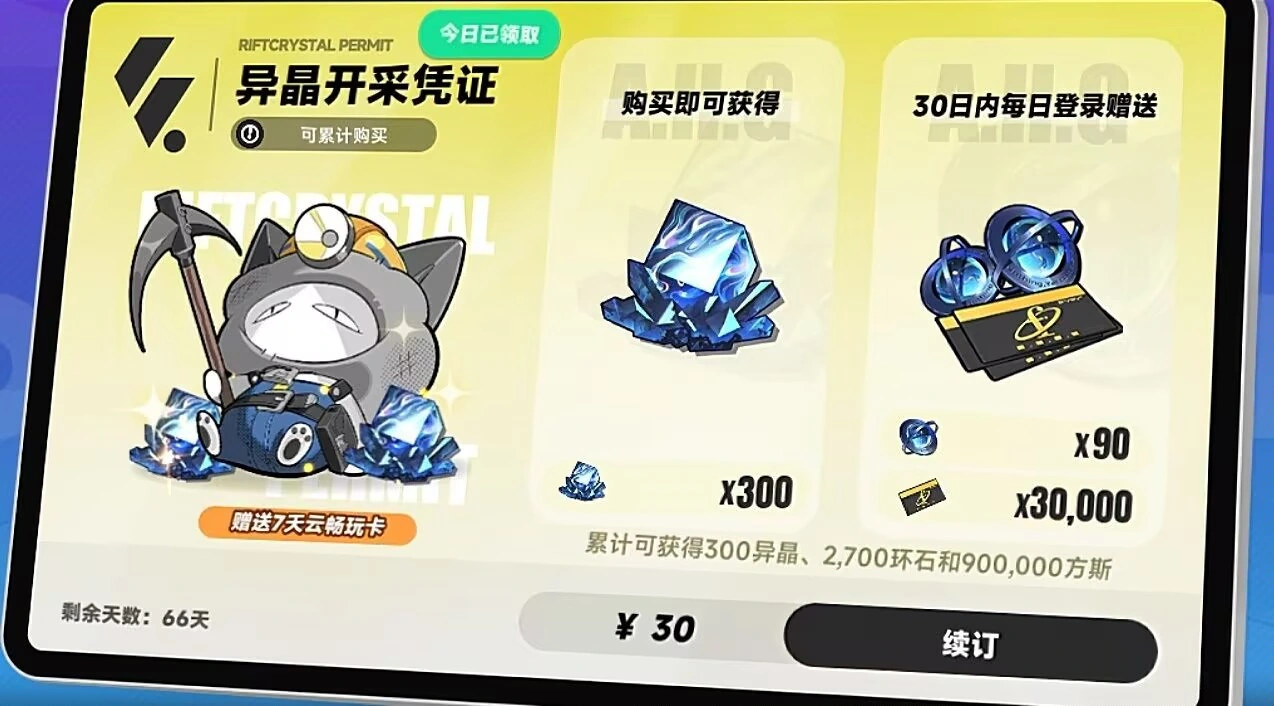 今日已领取
RIFTCRYSTAL PERMIT
异晶开采凭证
可累计购买
RIFTCRYSTAL
PERMIT
赠送7天云畅玩卡
A.II.G
购买即可获得
x300
A.II.G
30日内每日登录赠送
x90
x30,000
累计可获得300异晶、2,700环石和900,000方斯
剩余天数：66天
¥ 30
续订